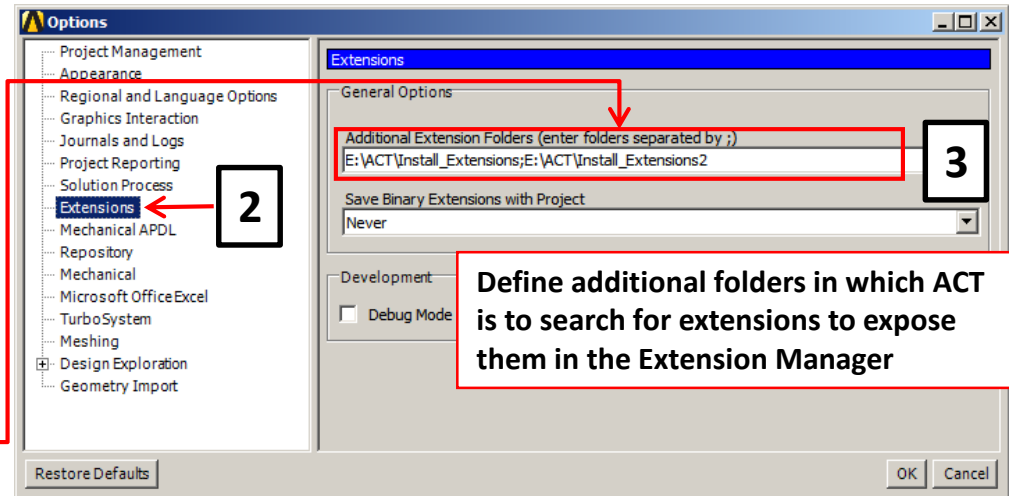 Options
Project Management
Appearance
Regional and Language Options
Graphics Interaction
Journals and Logs
Project Reporting
Solution Process
Extensions
Mechanical APDL
Repository
Mechanical
Microsoft Office Excel
TurboSystem
Meshing
Design Exploration
Geometry Import
2
Extensions
General Options
Additional Extension Folders (enter folders separated by ;)
E:\ACT\Install_Extensions;E:\ACT\Install_Extensions2
3
Save Binary Extensions with Project
Never
Development
Debug Mode
Define additional folders in which ACT
is to search for extensions to expose
them in the Extension Manager
Restore Defaults
OK
Cancel